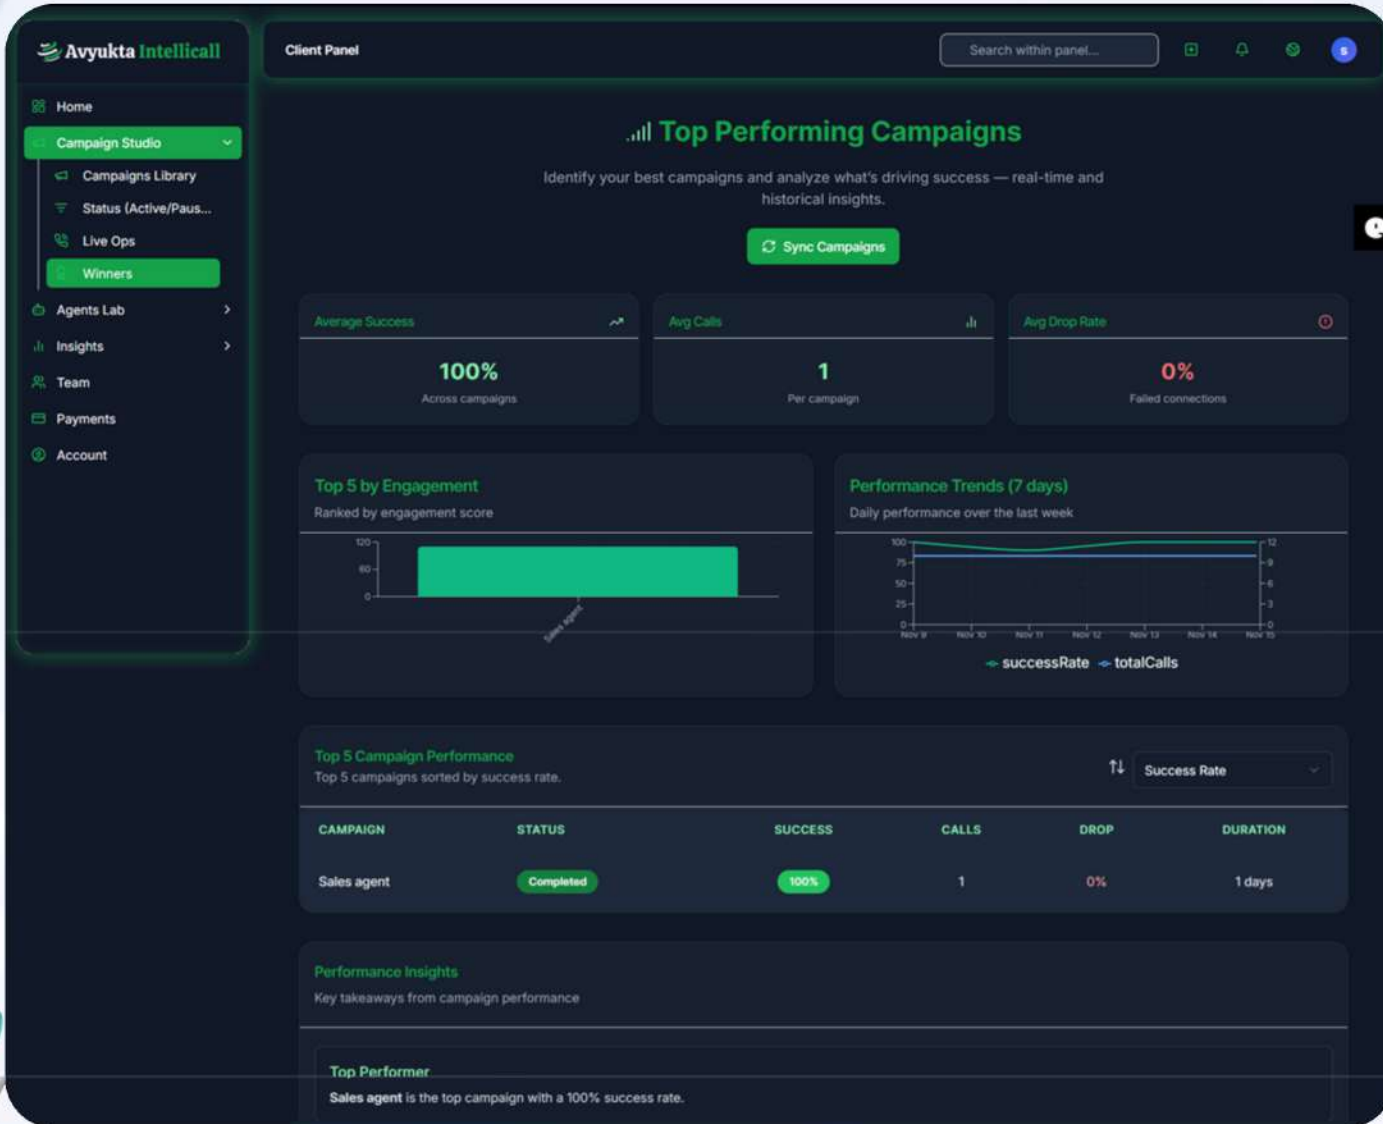 Avyukta Intellicall
Client Panel
Search within panel...
s
Home
Campaign Studio
Campaigns Library
Status (Active/Paus...
Live Ops
Winners
Agents Lab
Insights
Team
Payments
Account
Top Performing Campaigns
Identify your best campaigns and analyze what's driving success — real-time and
historical insights.
Sync Campaigns
Average Success
100%
Across campaigns
Avg Calls
1
Per campaign
Avg Drop Rate
0%
Failed connections
Top 5 by Engagement
Ranked by engagement score
120
60
0
Sales agent
Performance Trends (7 days)
Daily performance over the last week
100
75
50
25
0
12
9
6
3
0
Nov 9 Nov 10 Nov 11 Nov 12 Nov 13 Nov 14 Nov 15
successRate totalCalls
Top 5 Campaign Performance
Top 5 campaigns sorted by success rate.
Success Rate
CAMPAIGN STATUS SUCCESS CALLS DROP DURATION
Sales agent Completed 100% 1 0% 1 days
Performance Insights
Key takeaways from campaign performance
Top Performer
Sales agent is the top campaign with a 100% success rate.